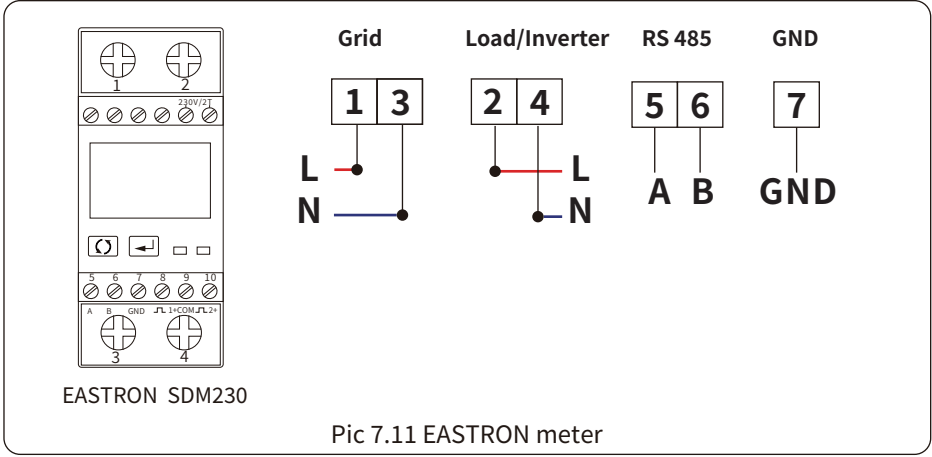 Grid Load/Inverter RS 485 GND
1 2
230V/2T
1 3 2 4 5 6 7
L L
A B GND
N N
5 6 7 8 9 10
A B GND 1+COM 2+
3 4
EASTRON SDM230
Pic 7.11 EASTRON meter